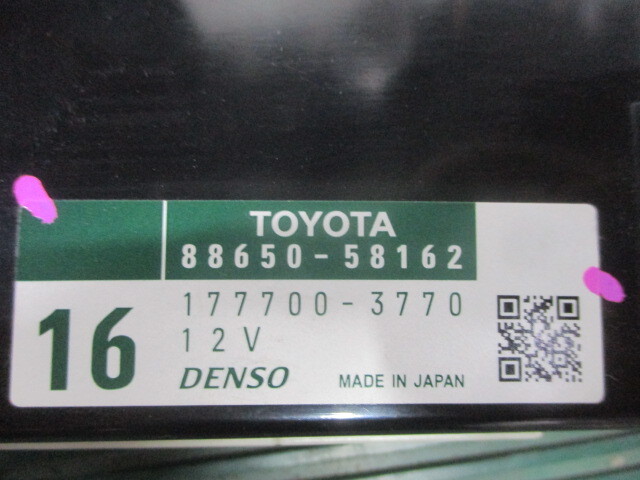 TOYOTA
88650-58162
16
177700-3770
12V
DENSO MADE IN JAPAN